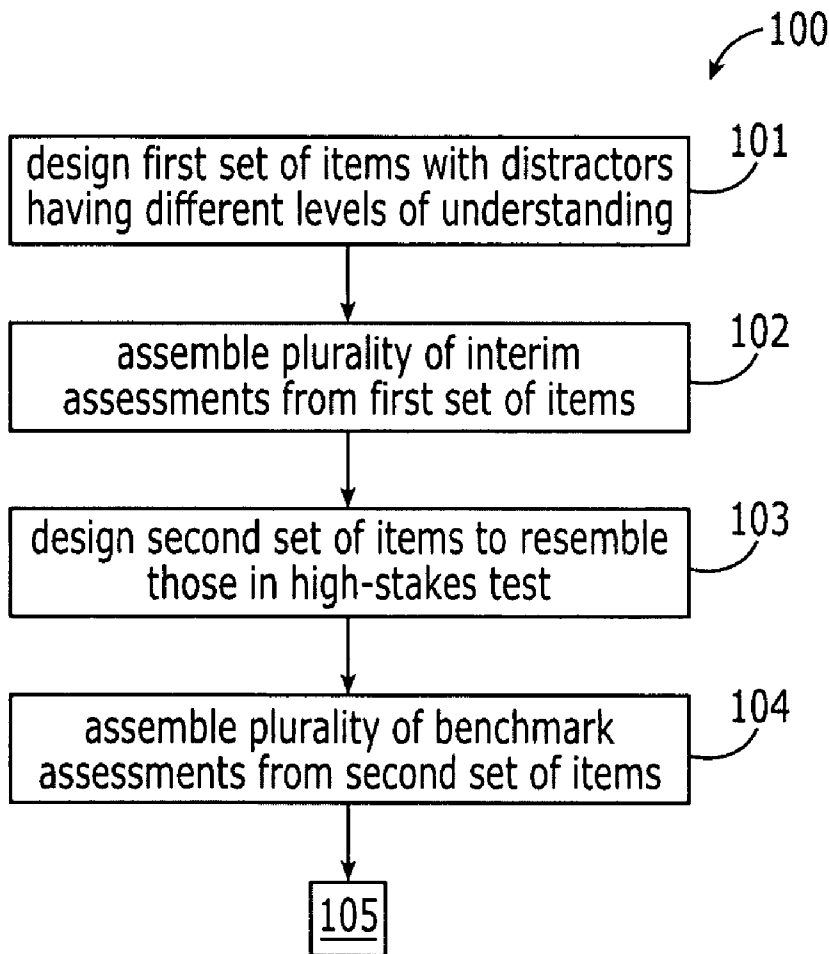 100
101
design first set of items with distractors
having different levels of understanding
102
assemble plurality of interim
assessments from first set of items
103
design second set of items to resemble
those in high-stakes test
104
assemble plurality of benchmark
assessments from second set of items
105